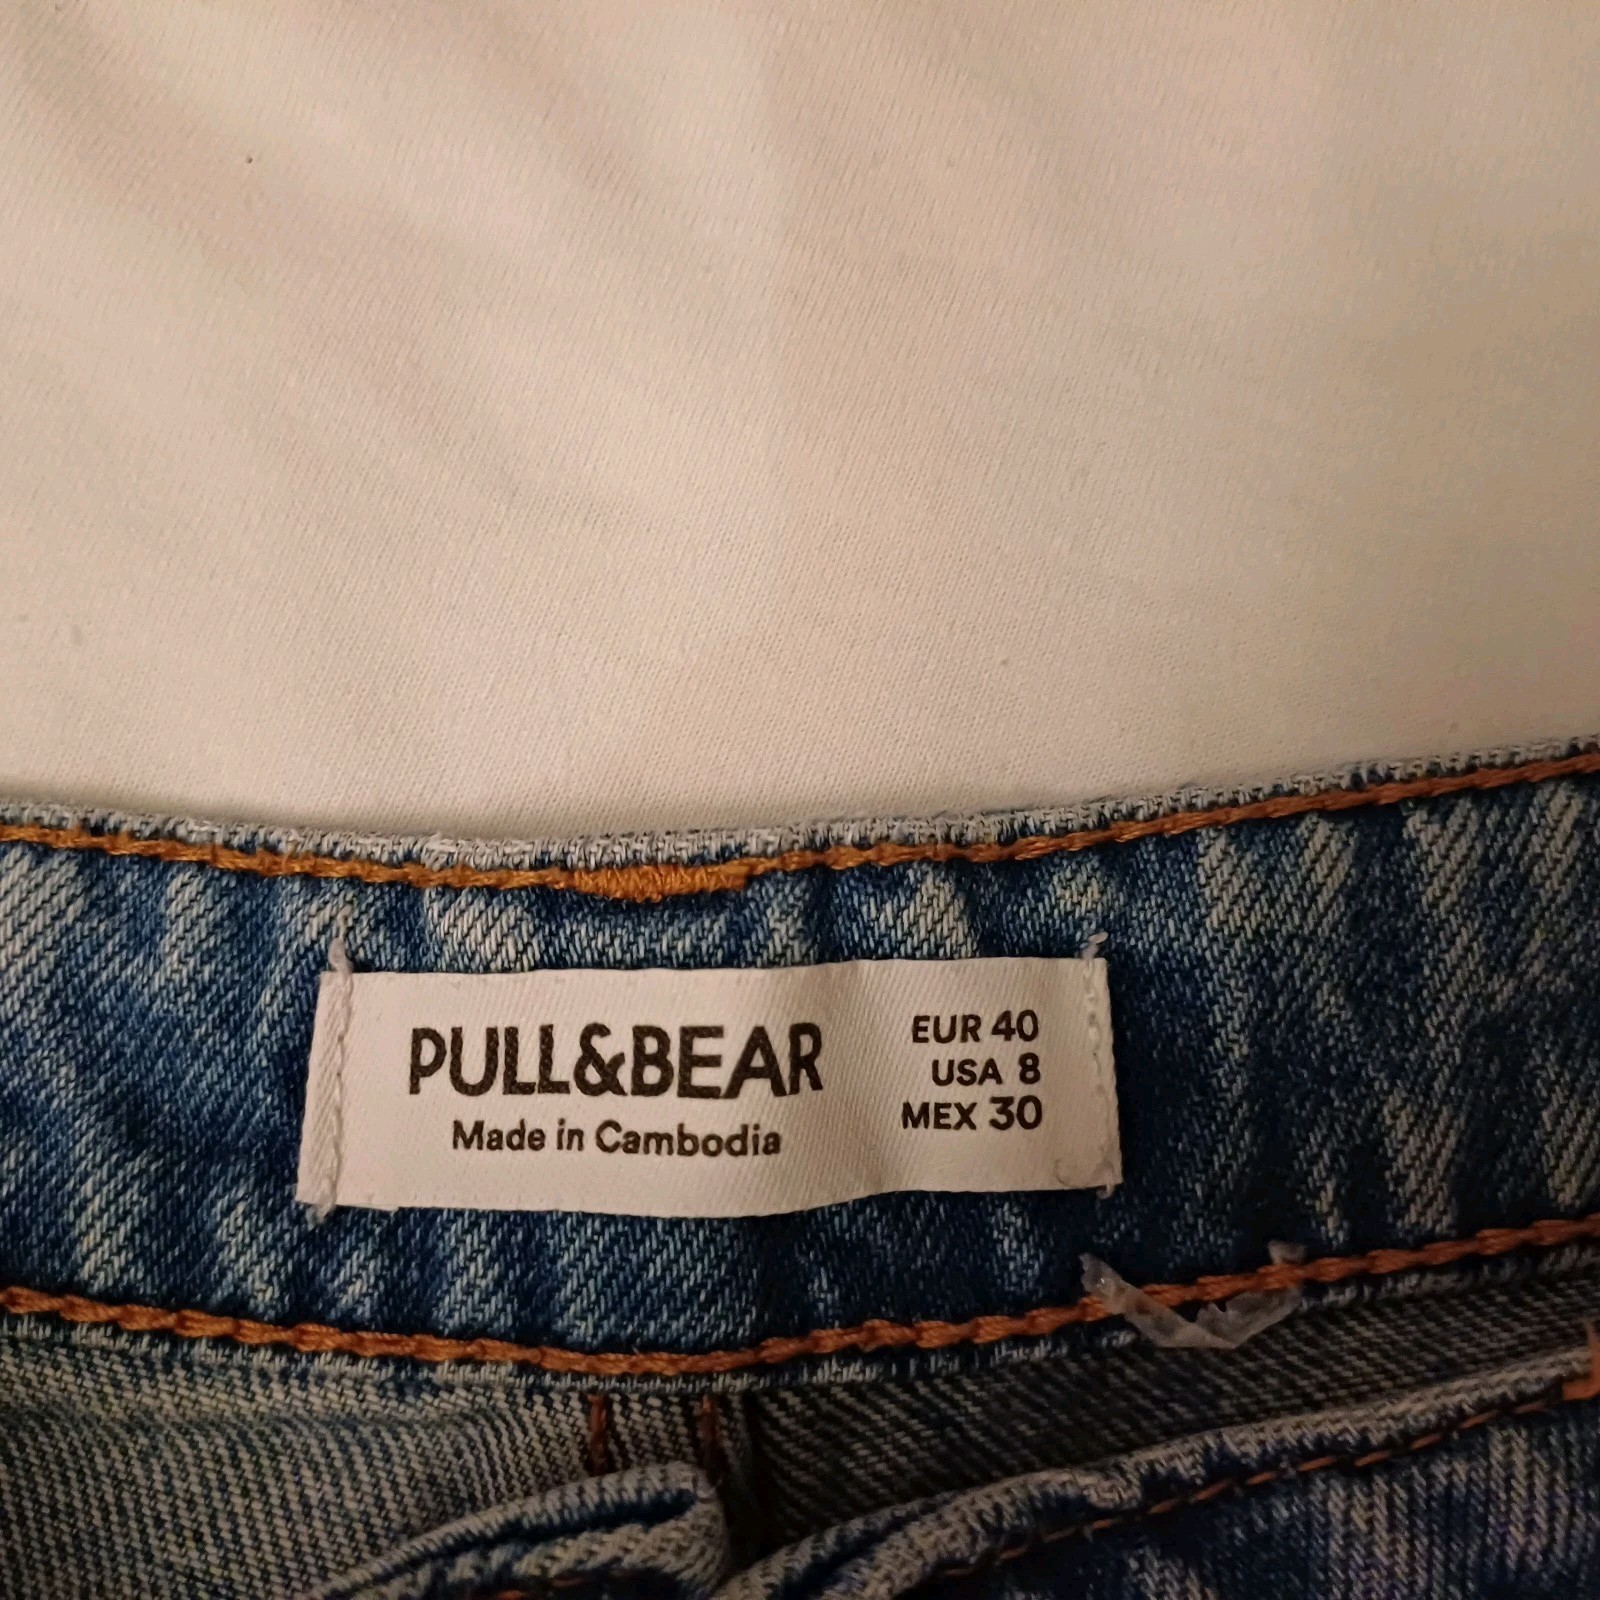 PULL&BEAR
Made in Cambodia
EUR 40
USA 8
MEX 30